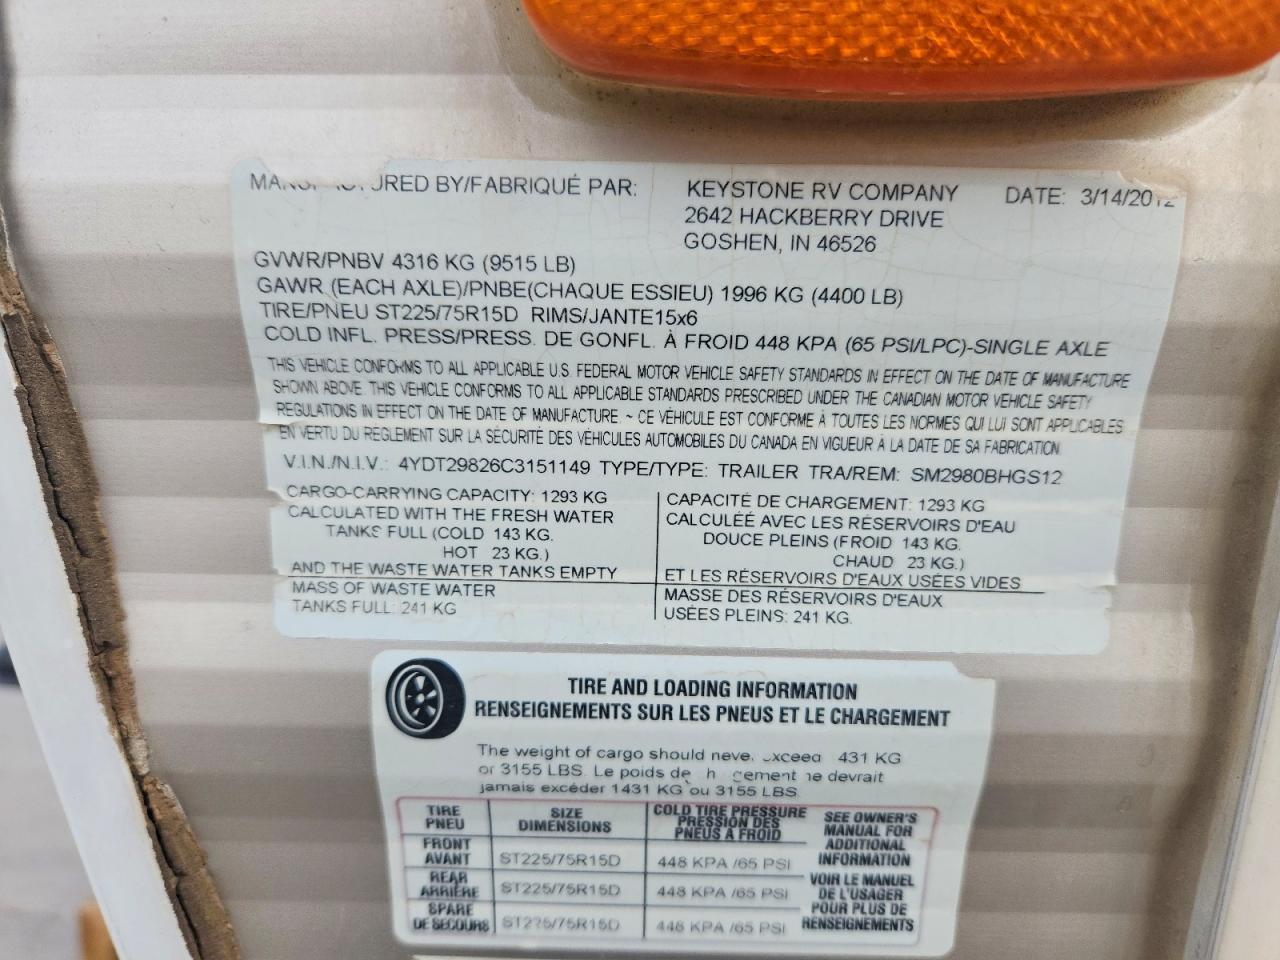 MANUFACTURED BY/FABRIQUÉ PAR: KEYSTONE RV COMPANY DATE: 3/14/2012
2642 HACKBERRY DRIVE
GOSHEN, IN 46526
GVWR/PNBV 4316 KG (9515 LB)
GAWR (EACH AXLE)/PNBE(CHAQUE ESSIEU) 1996 KG (4400 LB)
TIRE/PNEU ST225/75R15D RIMS/JANTE15x6
COLD INFL. PRESS/PRESS. DE GONFL. À FROID 448 KPA (65 PSI/LPC)-SINGLE AXLE
THIS VEHICLE CONFORMS TO ALL APPLICABLE U.S. FEDERAL MOTOR VEHICLE SAFETY STANDARDS IN EFFECT ON THE DATE OF MANUFACTURE
SHOWN ABOVE. THIS VEHICLE CONFORMS TO ALL APPLICABLE STANDARDS PRESCRIBED UNDER THE CANADIAN MOTOR VEHICLE SAFETY
REGULATIONS IN EFFECT ON THE DATE OF MANUFACTURE. ~ CE VÉHICULE EST CONFORME À TOUTES LES NORMES QUI LUI SONT APPLICABLES
EN VERTU DU RÈGLEMENT SUR LA SÉCURITÉ DES VÉHICULES AUTOMOBILES DU CANADA EN VIGUEUR À LA DATE DE SA FABRICATION.
V.I.N./N.I.V.: 4YDT29826C3151149 TYPE/TYPE: TRAILER TRA/REM: SM2980BHGS12
CARGO-CARRYING CAPACITY: 1293 KG
CALCULATED WITH THE FRESH WATER
TANKS FULL (COLD 143 KG.
HOT 23 KG.)
AND THE WASTE WATER TANKS EMPTY
MASS OF WASTE WATER
TANKS FULL: 241 KG
CAPACITÉ DE CHARGEMENT: 1293 KG
CALCULÉE AVEC LES RÉSERVOIRS D'EAU
DOUCE PLEINS (FROID 143 KG.
CHAUD 23 KG.)
ET LES RÉSERVOIRS D'EAUX USÉES VIDES
MASSE DES RÉSERVOIRS D'EAUX
USÉES PLEINS: 241 KG.
TIRE AND LOADING INFORMATION
RENSEIGNEMENTS SUR LES PNEUS ET LE CHARGEMENT
The weight of cargo should never exceed 431 KG
or 3155 LBS. Le poids de ne devrait
jamais excéder 1431 KG ou 3155 LBS.
TIRE SIZE COLD TIRE PRESSURE
PNEU DIMENSIONS PRESSION DES
PNEUS A FROID
FRONT
AVANT ST225/75R15D 448 KPA /65 PSI
REAR
ARRIÈRE ST225/75R15D 448 KPA /65 PSI
SPARE
DE SECOURS ST225/75R15D 448 KPA /65 PSI
SEE OWNER'S
MANUAL FOR
ADDITIONAL
INFORMATION
VOIR LE MANUEL
DE L'USAGER
POUR PLUS DE
RENSEIGNEMENTS